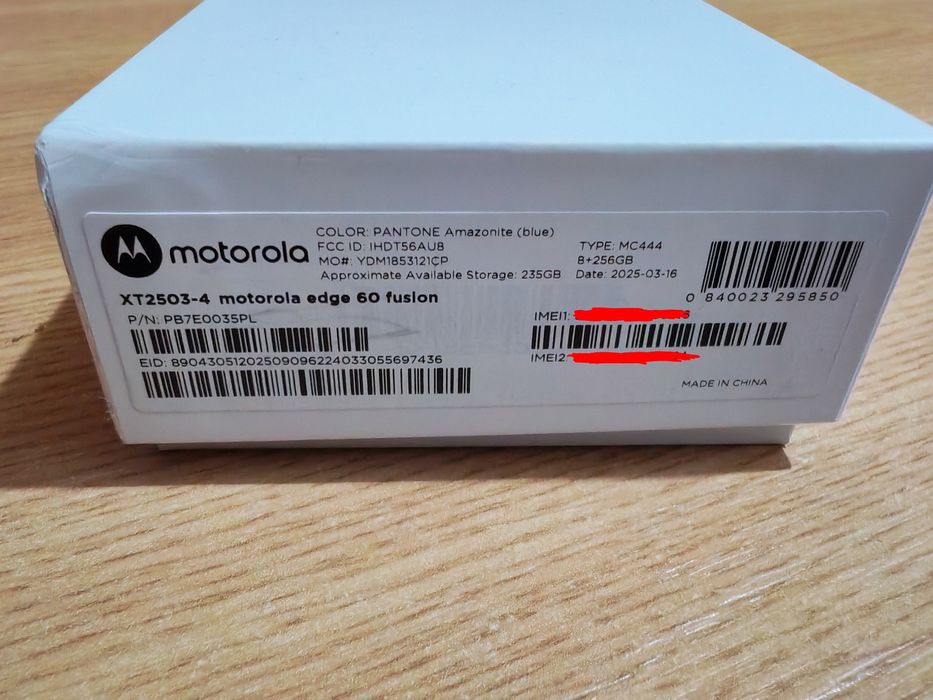 motorola
COLOR: PANTONE Amazonite (blue)
FCC ID: IHDT56AU8
MO#: YDM1853121ÇP
Approximate Available Storage: 235GB
TYPE: MC444
8+256GB
Date: 2025-03-16
0 840023 295850
XT2503-4 motorola edge 60 fusion
P/N: PB7E0035PL
EID: 89043051202509096224033055697436
IMEI1:
IMEI2:
MADE IN CHINA